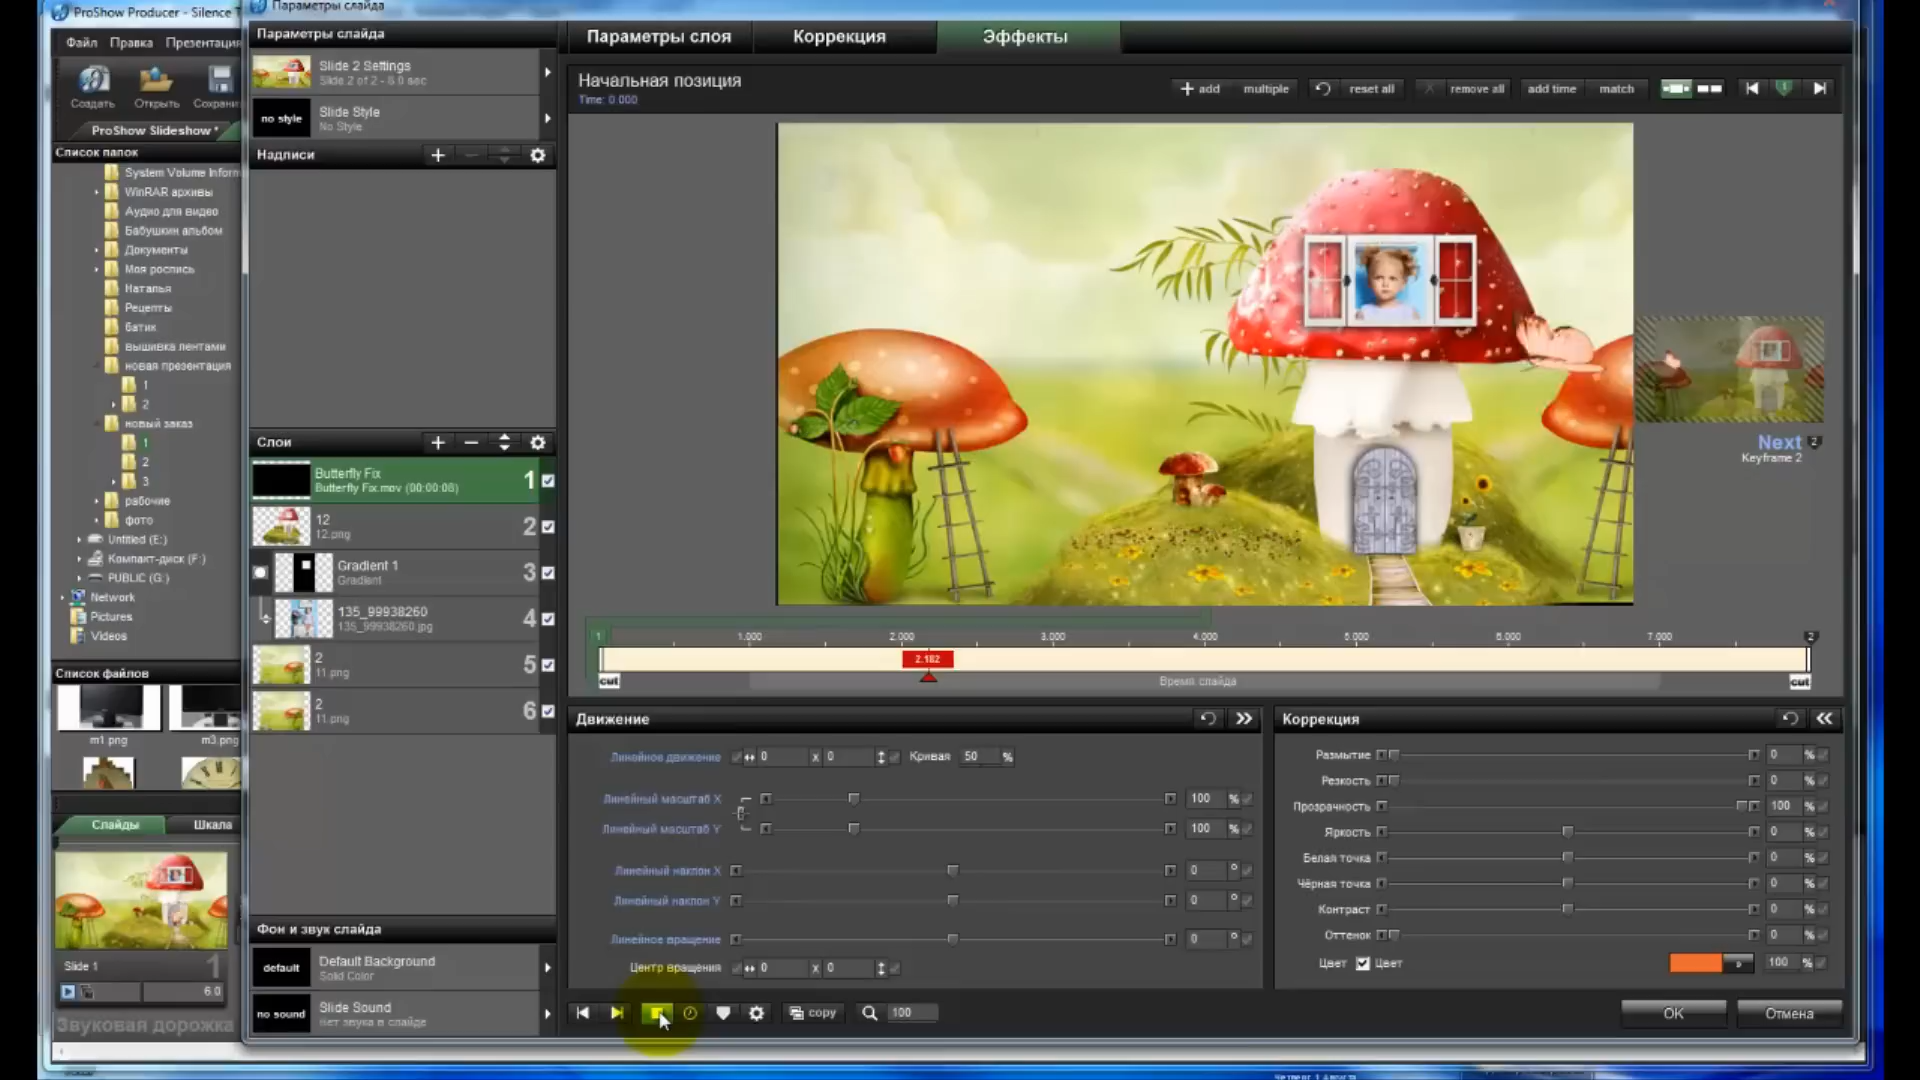 ProShow Producer - Silence
Параметры слайда
Файл Правка Презентация
Создать Открыть
ProShow Slideshow *
Список папок
System Volume Inform
WinRAR архивы
Аудио для видео
Бабушкин альбом
Документы
Моя роспись
Наталья
Рецепты
батик
вышивка лентами
новая презентация
1
2
новый заказ
1
2
3
рабочие
фото
Untitled (E:)
Компакт-диск (F:)
PUBLIC (G:)
Network
Pictures
Videos
Список файлов
m1.png m3.png
Слайды Шкала
Slide 1 1
6.0
Звуковая дорожка
Параметры слайда
Slide 2 Settings
Slide 2 of 2 - 8.0 sec
no style
Slide Style
No Style
Надписи
Слои
Butterfly Fix
Butterfly Fix.mov (00:00:08)
1
12
12.png
2
Gradient 1
Gradient
3
135_99938260
135_99938260.jpg
4
2
11.png
5
2
11.png
6
Фон и звук слайда
default
Default Background
Solid Color
no sound
Slide Sound
Нет звука в слайде
Параметры слоя Коррекция Эффекты
Начальная позиция
Time: 0.000
add multiple reset all remove all add time match
1
Next 2
Keyframe 2
1 1.000 2.000 3.000 4.000 5.000 6.000 7.000 2
2.182
cut Время слайда cut
Движение
Линейное движение 0 x 0 Кривая 50 %
Линейный масштаб X 100 %
Линейный масштаб Y 100 %
Линейный наклон X 0 °
Линейный наклон Y 0 °
Линейное вращение 0 °
Центр вращения 0 x 0
copy 100
Коррекция
Размытие 0 %
Резкость 0 %
Прозрачность 100 %
Яркость 0 %
Белая точка 0 %
Чёрная точка 0 %
Контраст 0 %
Оттенок 0 %
Цвет Цвет 100 %
OK Отмена